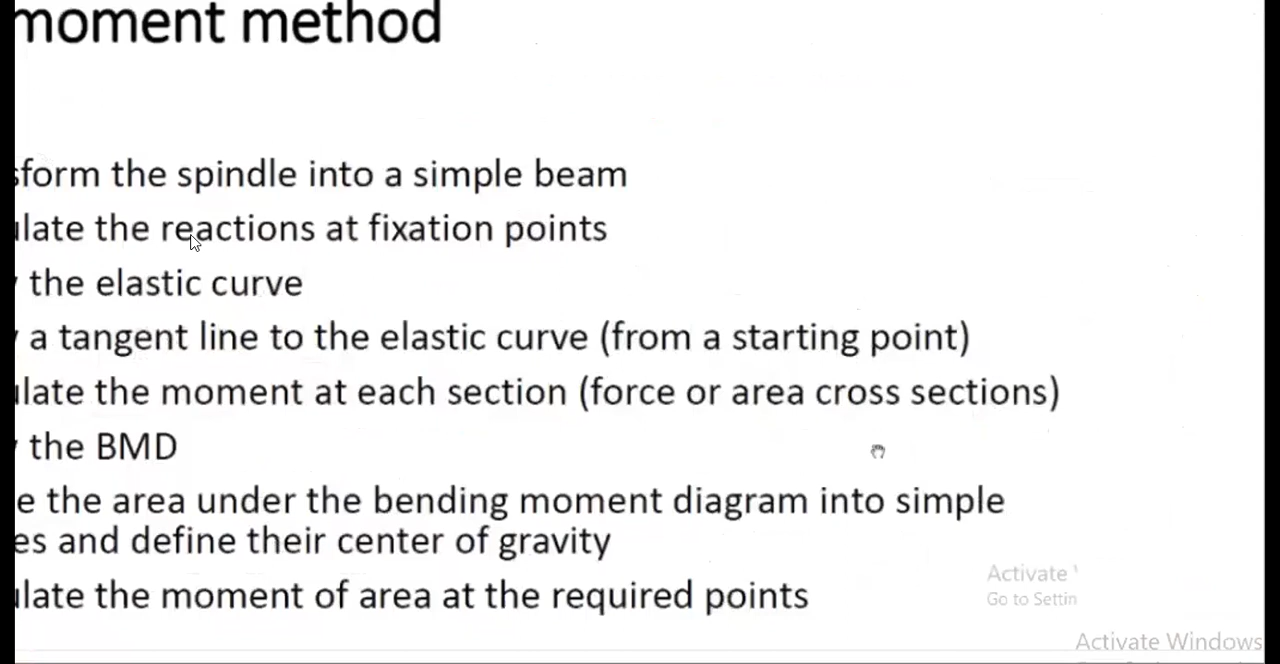 moment method
sform the spindle into a simple beam
ulate the reactions at fixation points
the elastic curve
a tangent line to the elastic curve (from a starting point)
ulate the moment at each section (force or area cross sections)
the BMD
e the area under the bending moment diagram into simple
es and define their center of gravity
ulate the moment of area at the required points
Activate
Go to Settin
Activate Windows